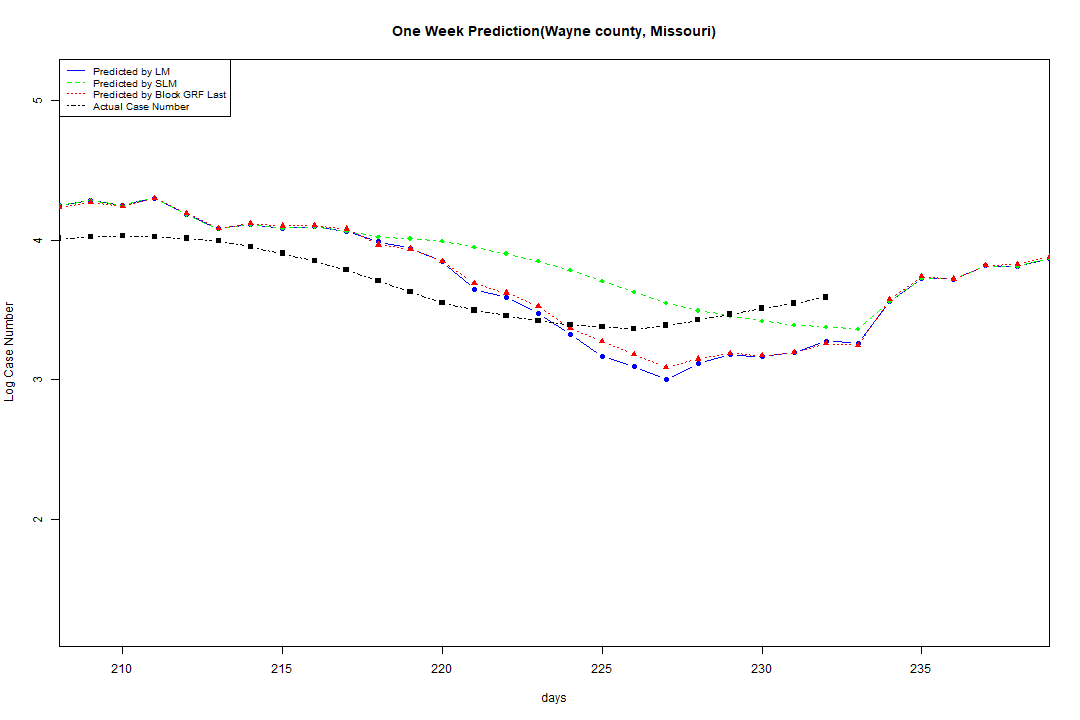 One Week Prediction(Wayne county, Missouri)
Predicted by LM
Predicted by SLM
Predicted by Block GRF Last
Actual Case Number
5
4
3
2
Log Case Number
210 215 220 225 230 235
days